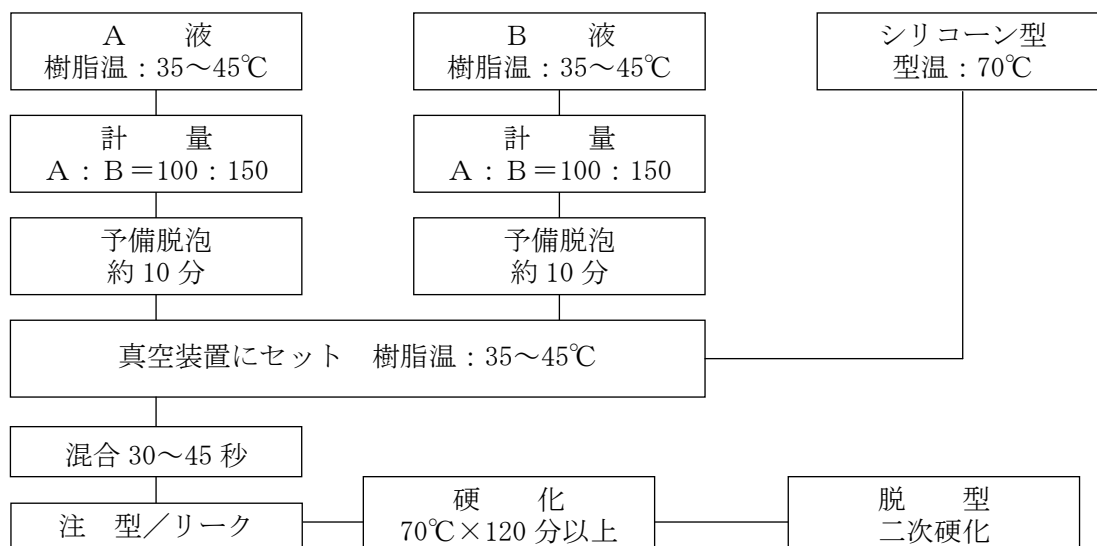 A 液
樹脂温:35~45℃
B 液
樹脂温:35~45℃
シリコーン型
型温:70℃
計 量
A:B=100:150
計 量
A:B=100:150
予備脱泡
約10分
予備脱泡
約10分
真空装置にセット 樹脂温:35~45℃
混合30~45秒
注 型/リーク
硬 化
70℃×120分以上
脱 型
二次硬化